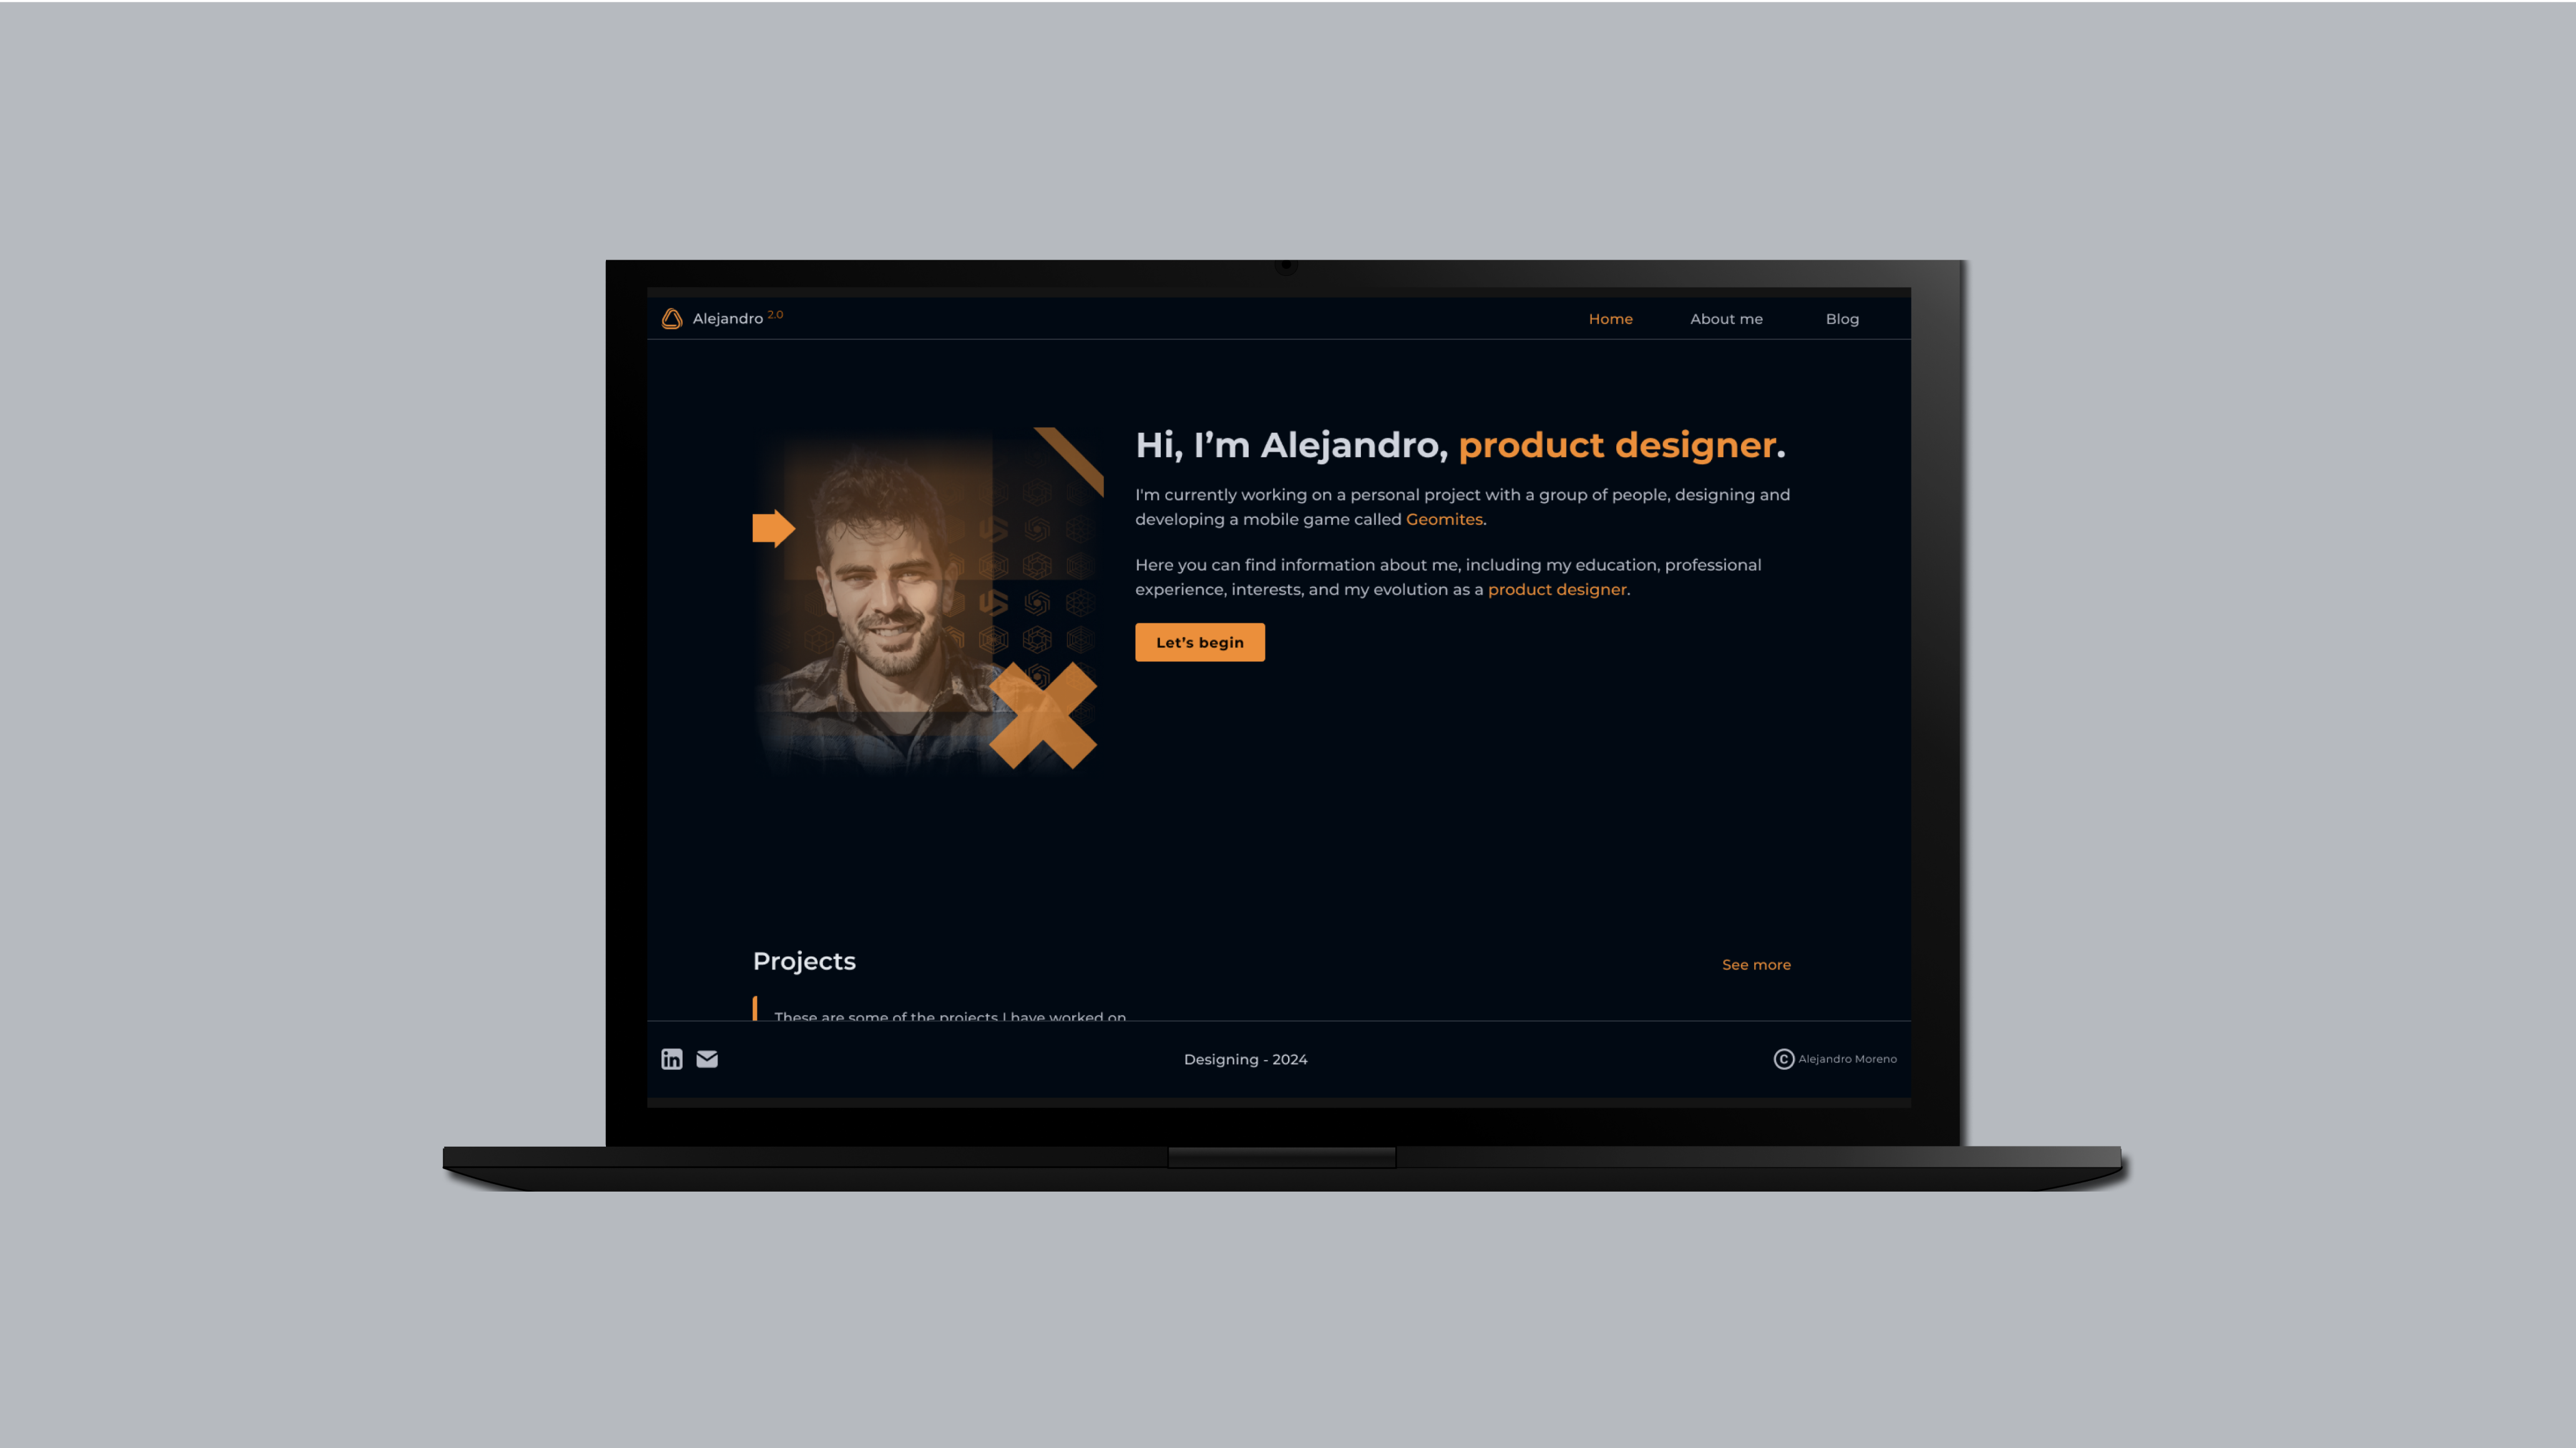 Alejandro 2.0
Home
About me
Blog
Hi, I’m Alejandro, product designer.
I'm currently working on a personal project with a group of people, designing and
developing a mobile game called Geomites.
Here you can find information about me, including my education, professional
experience, interests, and my evolution as a product designer.
Let’s begin
Projects
See more
These are some of the projects I have worked on
in
Designing - 2024
© Alejandro Moreno